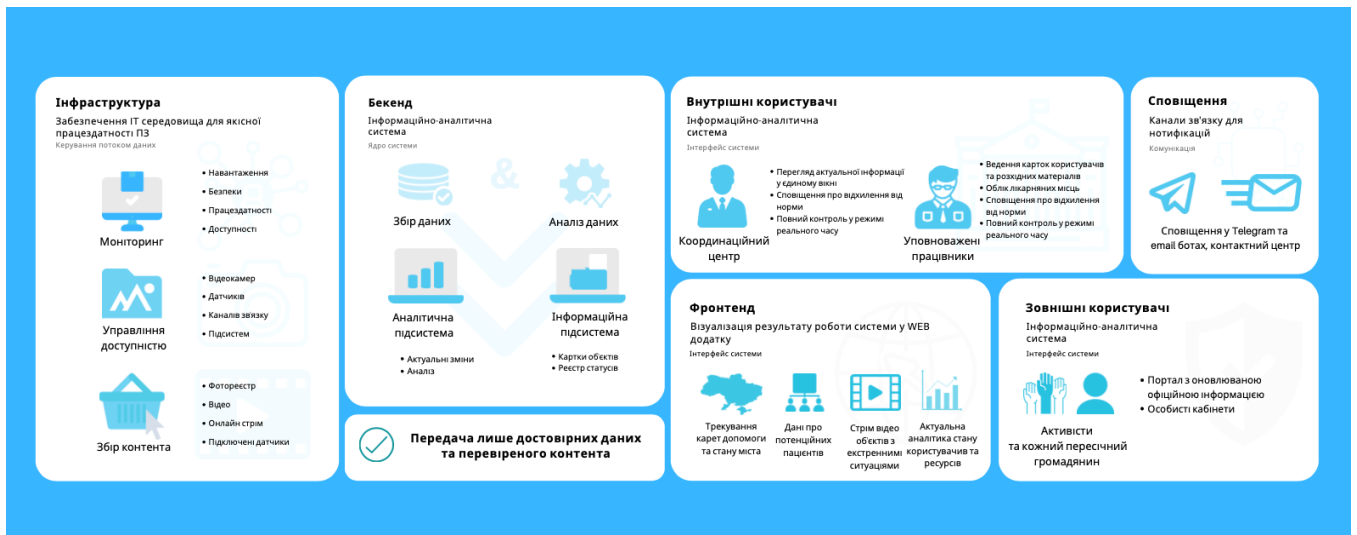 Інфраструктура
Забезпечення ІТ середовища для якісної
працездатності ПЗ
Керування потоком даних
Моніторинг
• Навантаження
• Безпеки
• Працездатності
• Доступності
Управління
доступністю
• Відеокамер
• Датчиків
• Каналів зв'язку
• Підсистем
Збір контента
• Фотореєстр
• Відео
• Онлайн стрім
• Підключені датчики
Бекенд
Інформаційно-аналітична
система
Ядро системи
&
Збір даних
Аналіз даних
Аналітична
підсистема
• Актуальні зміни
• Аналіз
Інформаційна
підсистема
• Картки об'єктів
• Реєстр статусів
Передача лише достовірних даних
та перевіреного контента
Внутрішні користувачі
Інформаційно-аналітична
система
Інтерфейс системи
Координаційний
центр
• Перегляд актуальної інформації
у єдиному вікні
• Сповіщення про відхилення від
норми
• Повний контроль у режимі
реального часу
Уповноважені
працівники
• Ведення карток користувачів
та розхідних матеріалів
• Облік лікарняних місць
• Сповіщення про відхилення
від норми
• Повний контроль у режимі
реального часу
Сповіщення
Канали зв'язку для
нотифікацій
Комунікація
Сповіщення у Telegram та
email ботах, контактний центр
Фронтенд
Візуалізація результату роботи системи у WEB
додатку
Інтерфейс системи
Трекування
карет допомоги
та стану міста
Дані про
потенційних
пацієнтів
Стрім відео
об'єктів з
екстренними
ситуаціями
Актуальна
аналітика стану
користувачив та
ресурсів
Зовнішні користувачі
Інформаційно-аналітична
система
Інтерфейс системи
Активісти
та кожний пересічний
громадянин
• Портал з оновлюваною
офіційною інформацією
• Особисті кабінети